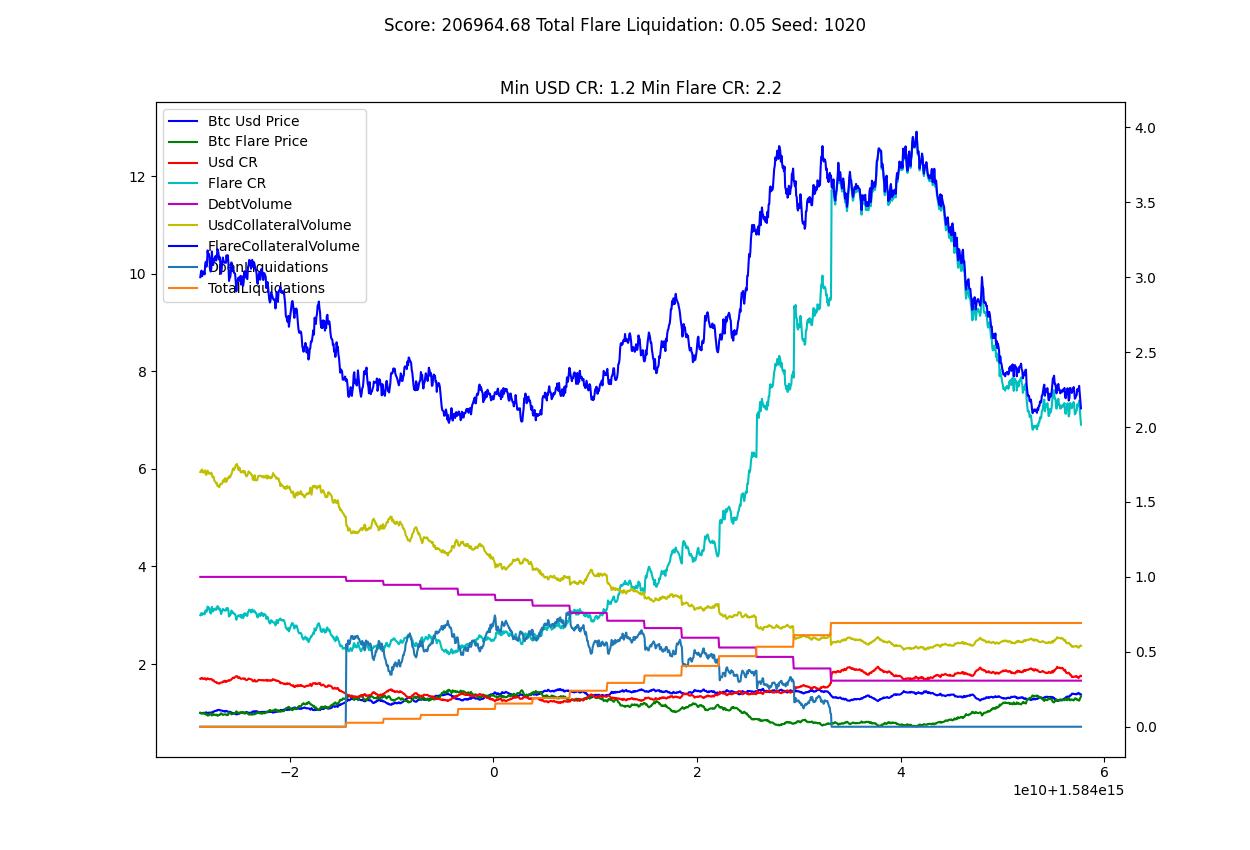 Score: 206964.68 Total Flare Liquidation: 0.05 Seed: 1020
Min USD CR: 1.2 Min Flare CR: 2.2
Btc Usd Price
Btc Flare Price
Usd CR
Flare CR
DebtVolume
UsdCollateralVolume
FlareCollateralVolume
OpenLiquidations
TotalLiquidations
12
10
8
6
4
2
4.0
3.5
3.0
2.5
2.0
1.5
1.0
0.5
0.0
−2
0
2
4
6
1e10+1.584e15